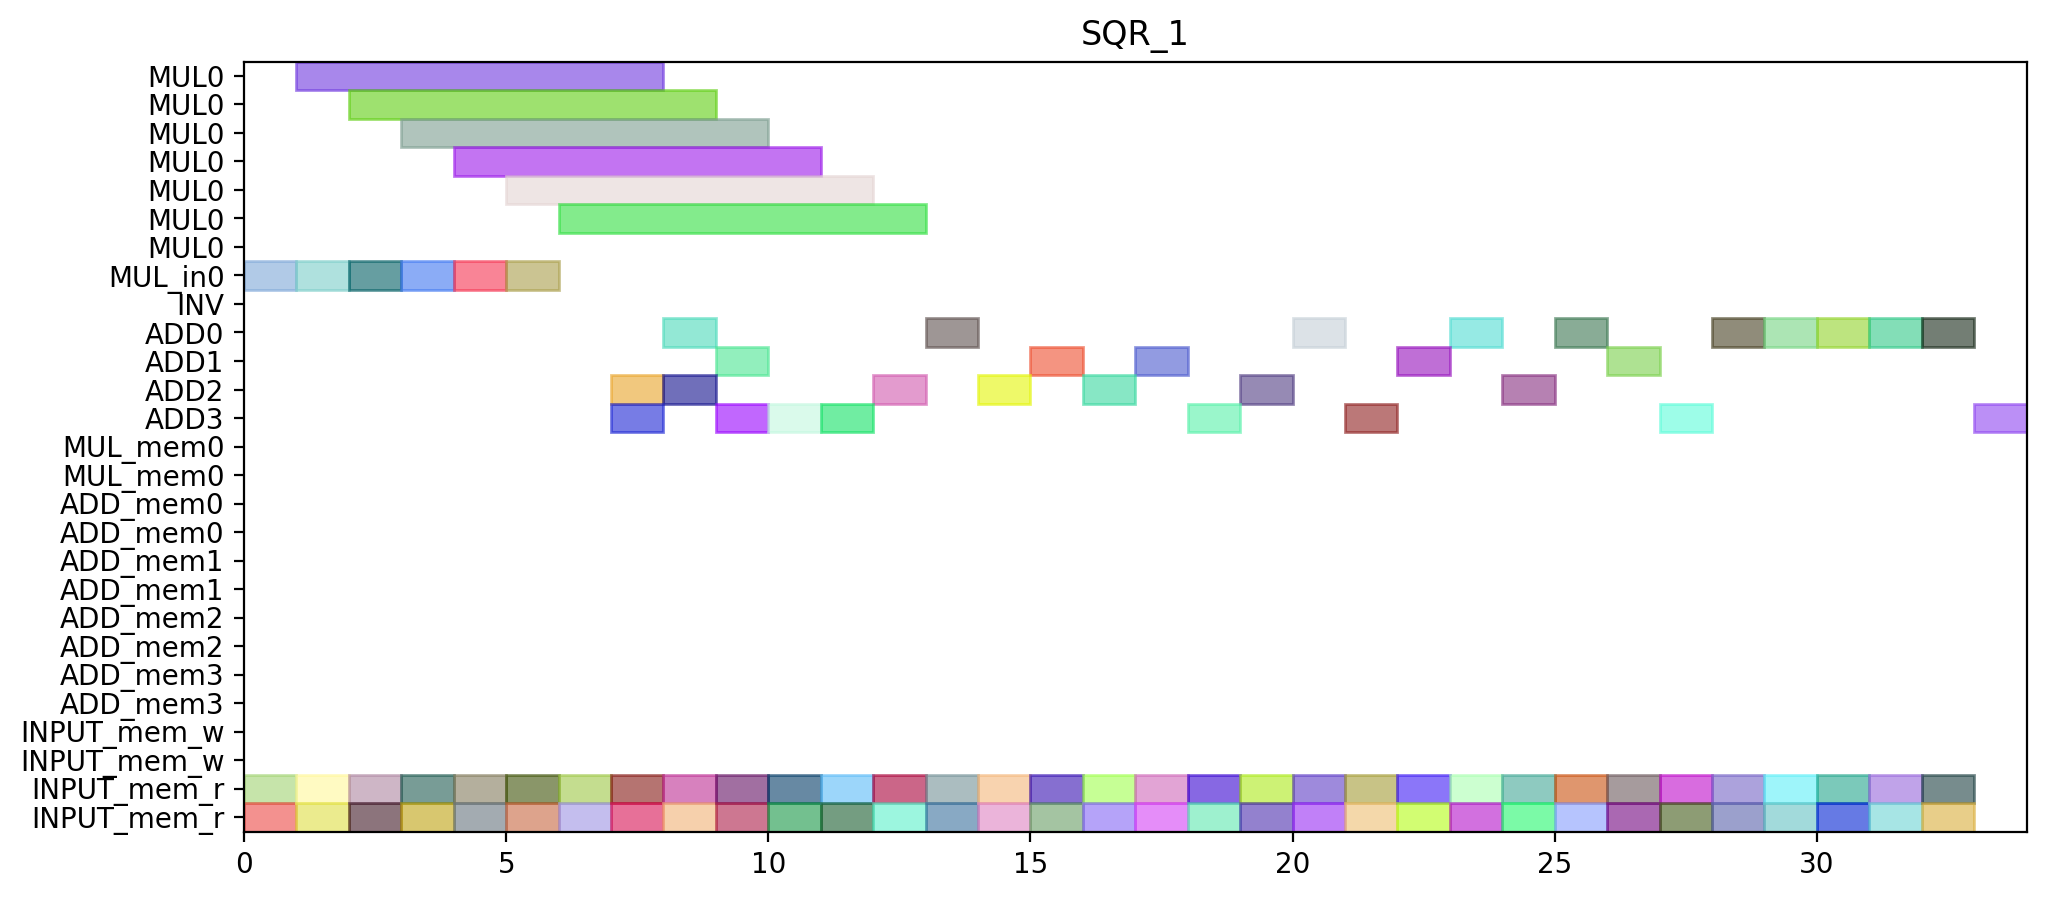 SQR_1
MUL0
MUL0
MUL0
MUL0
MUL0
MUL0
MUL0
MUL_in0
INV
ADD0
ADD1
ADD2
ADD3
MUL_mem0
MUL_mem0
ADD_mem0
ADD_mem0
ADD_mem1
ADD_mem1
ADD_mem2
ADD_mem2
ADD_mem3
ADD_mem3
INPUT_mem_w
INPUT_mem_w
INPUT_mem_r
INPUT_mem_r
0 5 10 15 20 25 30